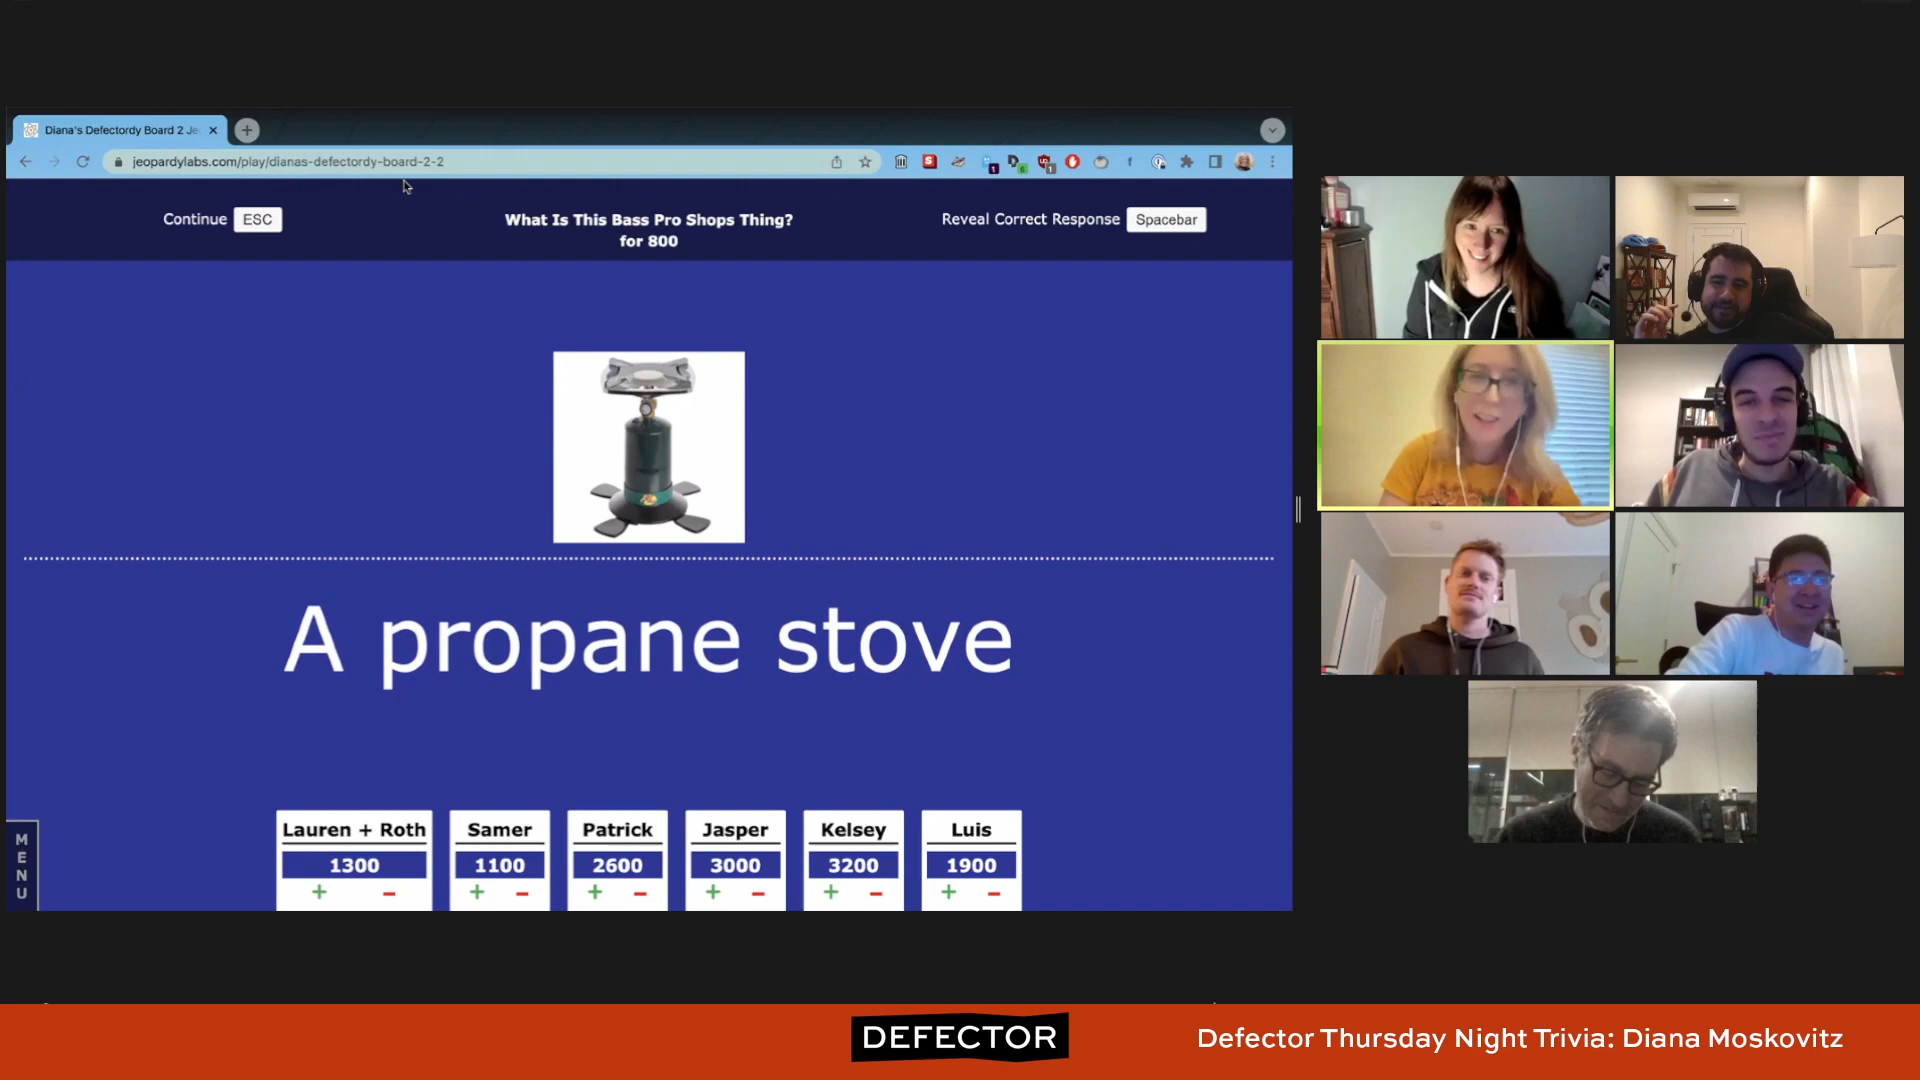 Diana's Defectordy Board 2 Je
jeopardylabs.com/play/dianas-defectordy-board-2-2
Continue ESC
What Is This Bass Pro Shops Thing?
for 800
Reveal Correct Response Spacebar
A propane stove
MENU
Lauren + Roth Samer Patrick Jasper Kelsey Luis
1300 1100 2600 3000 3200 1900
+ − + − + − + − + − + −
DEFECTOR
Defector Thursday Night Trivia: Diana Moskovitz